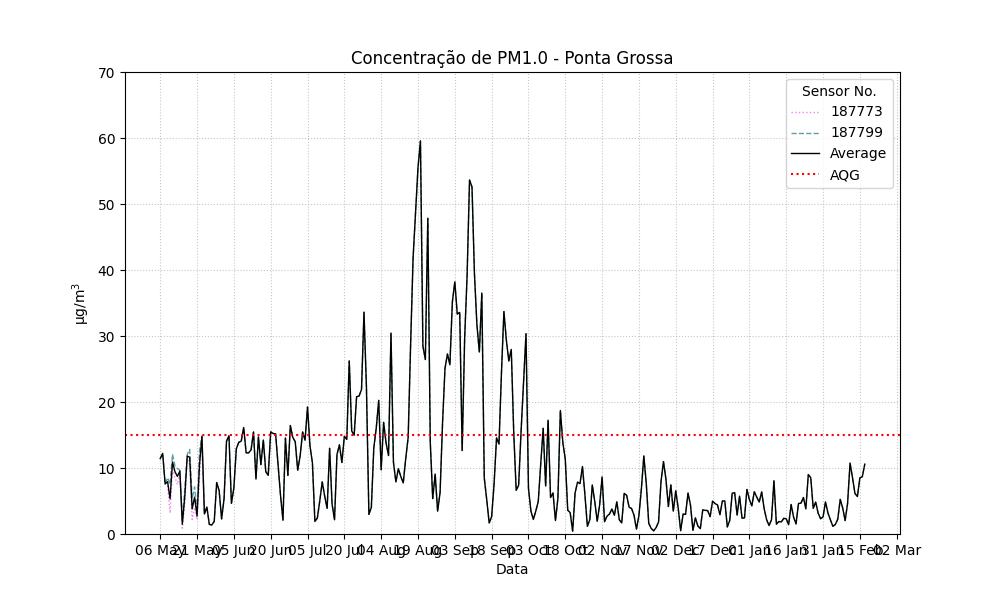 Concentração de PM1.0 - Ponta Grossa
70
60
50
40
30
20
10
0
µg/m³
Sensor No.
187773
187799
Average
AQG
06 May 21 May 05 Jun 20 Jun 05 Jul 20 Jul 04 Aug 19 Aug 03 Sep 18 Sep 03 Oct 18 Oct 02 Nov 17 Nov 02 Dec 17 Dec 01 Jan 16 Jan 31 Jan 15 Feb 02 Mar
Data